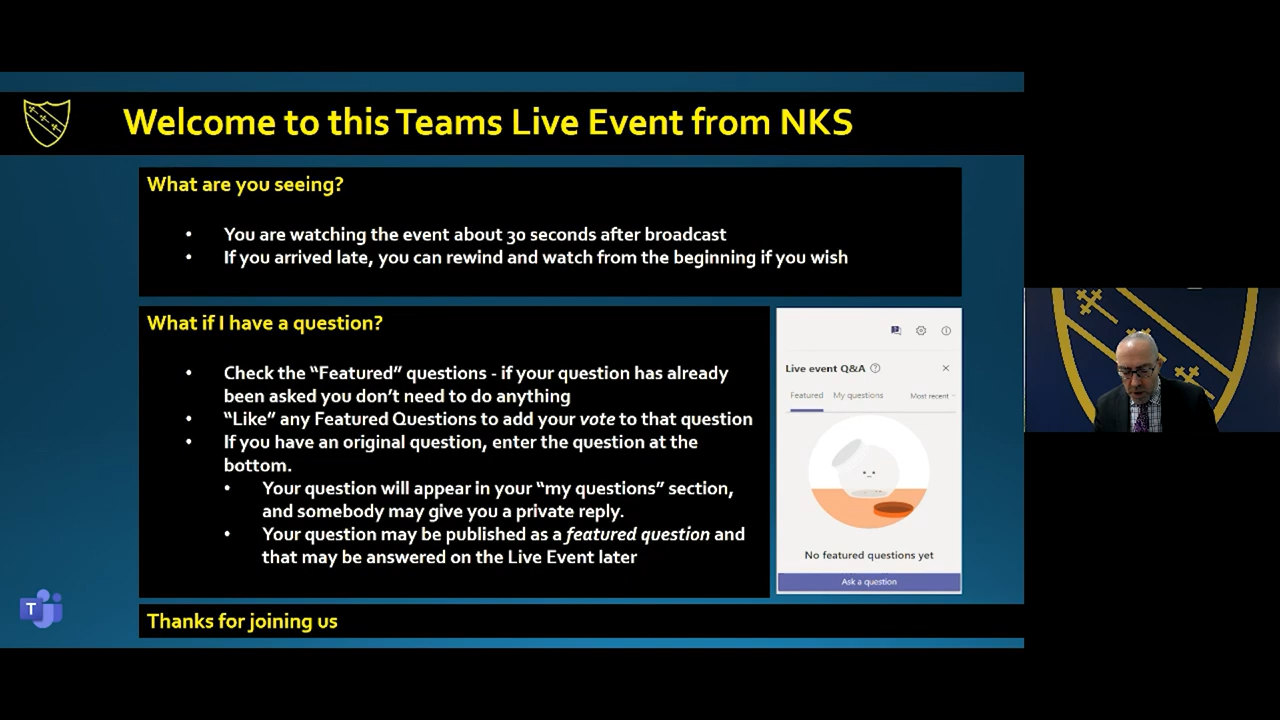 Welcome to this Teams Live Event from NKS
What are you seeing?
• You are watching the event about 30 seconds after broadcast
• If you arrived late, you can rewind and watch from the beginning if you wish
What if I have a question?
• Check the “Featured” questions - if your question has already
been asked you don’t need to do anything
• “Like” any Featured Questions to add your vote to that question
• If you have an original question, enter the question at the
bottom.
• Your question will appear in your “my questions” section,
and somebody may give you a private reply.
• Your question may be published as a featured question and
that may be answered on the Live Event later
Live event Q&A
Featured My questions Most recent
No featured questions yet
Ask a question
T
Thanks for joining us